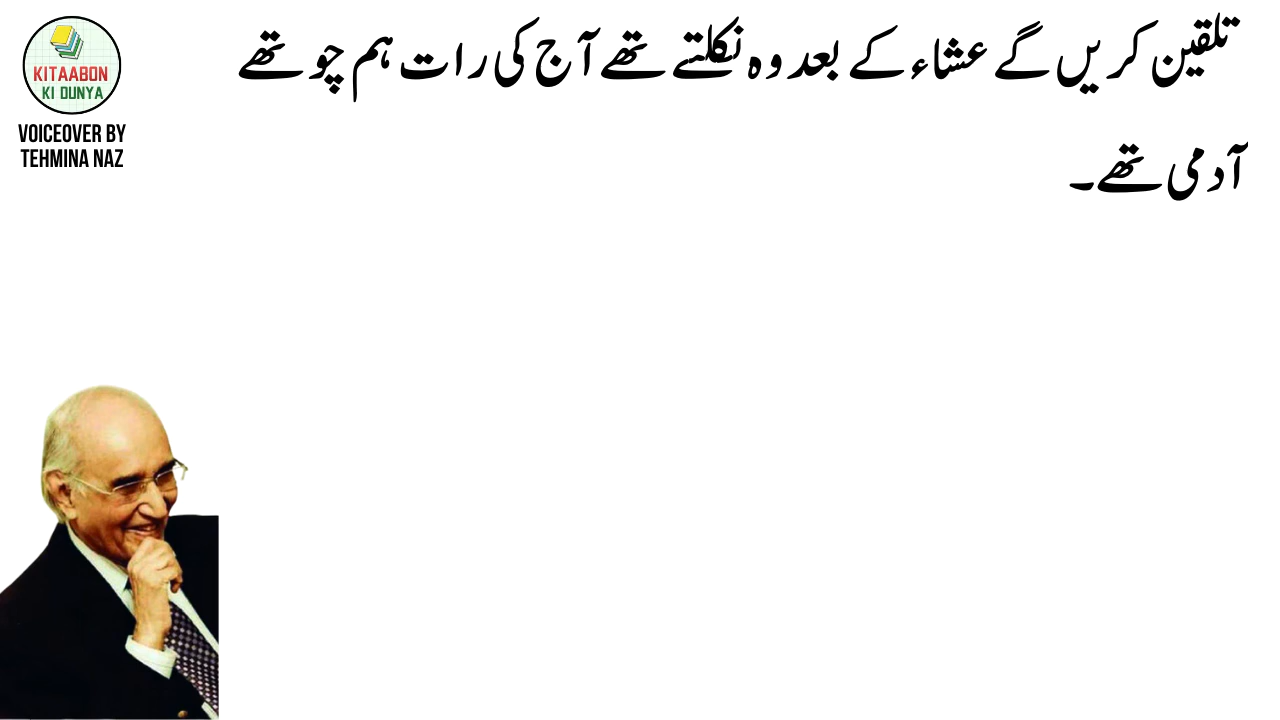 KITAABON
KI DUNYA
VOICEOVER BY
TEHMINA NAZ
تلقین کریں گے عشاء کے بعد وہ نکلتے تھے آج کی رات ہم چوتھے
آدمی تھے۔